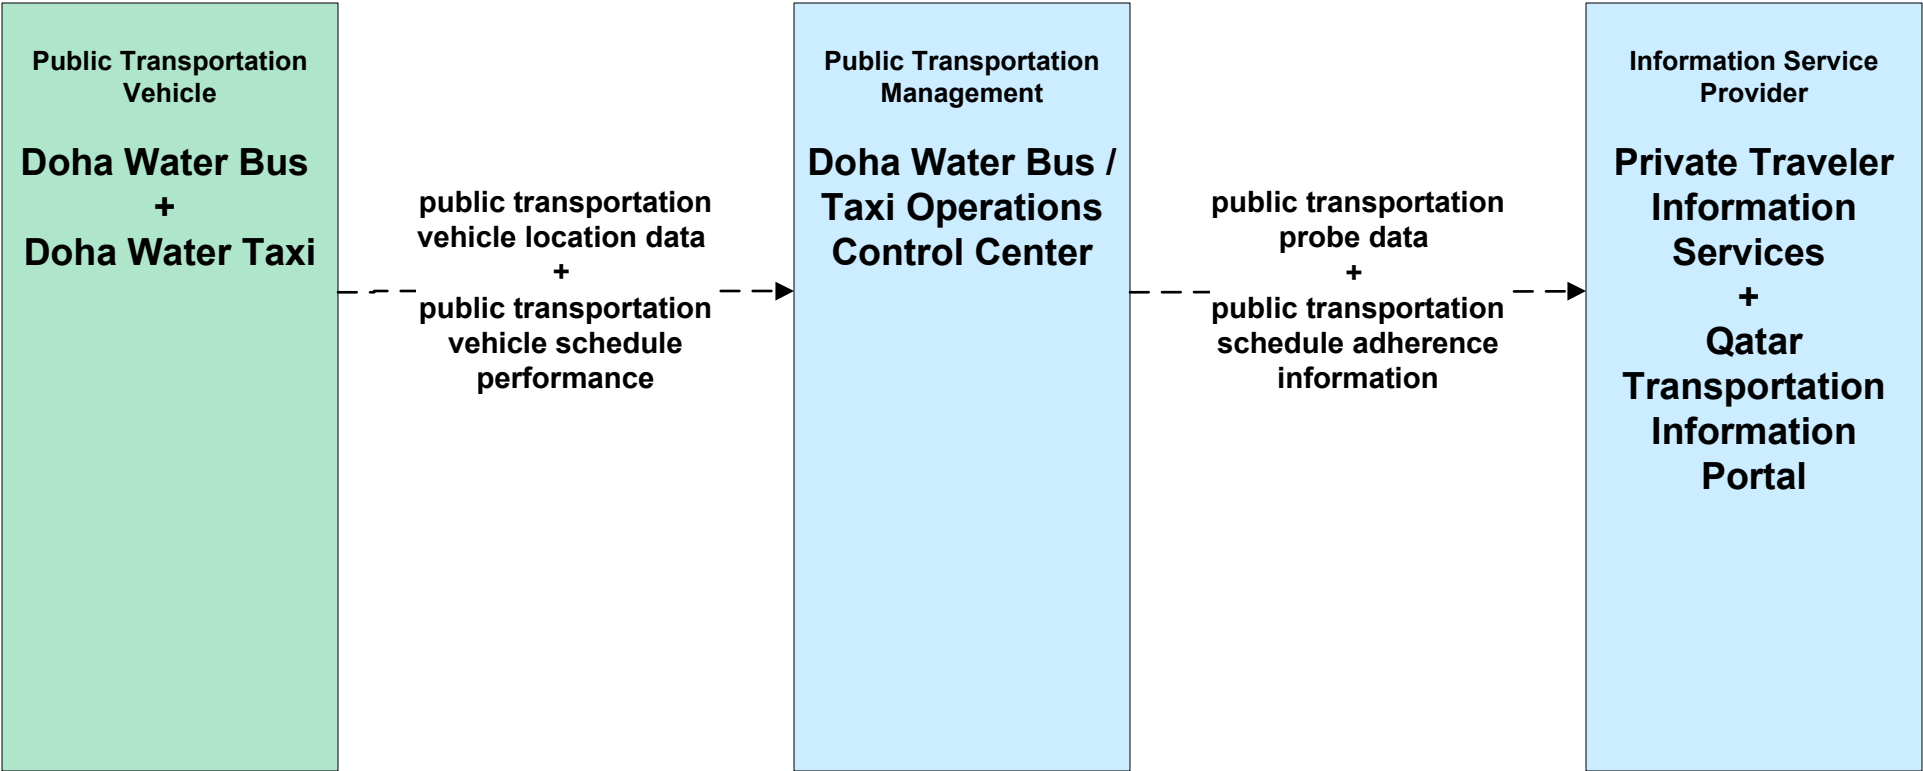 Public Transportation
Vehicle
Doha Water Bus
+
Doha Water Taxi
public transportation
vehicle location data
+
public transportation
vehicle schedule
performance
Public Transportation
Management
Doha Water Bus /
Taxi Operations
Control Center
public transportation
probe data
+
public transportation
schedule adherence
information
Information Service
Provider
Private Traveler
Information
Services
+
Qatar
Transportation
Information
Portal